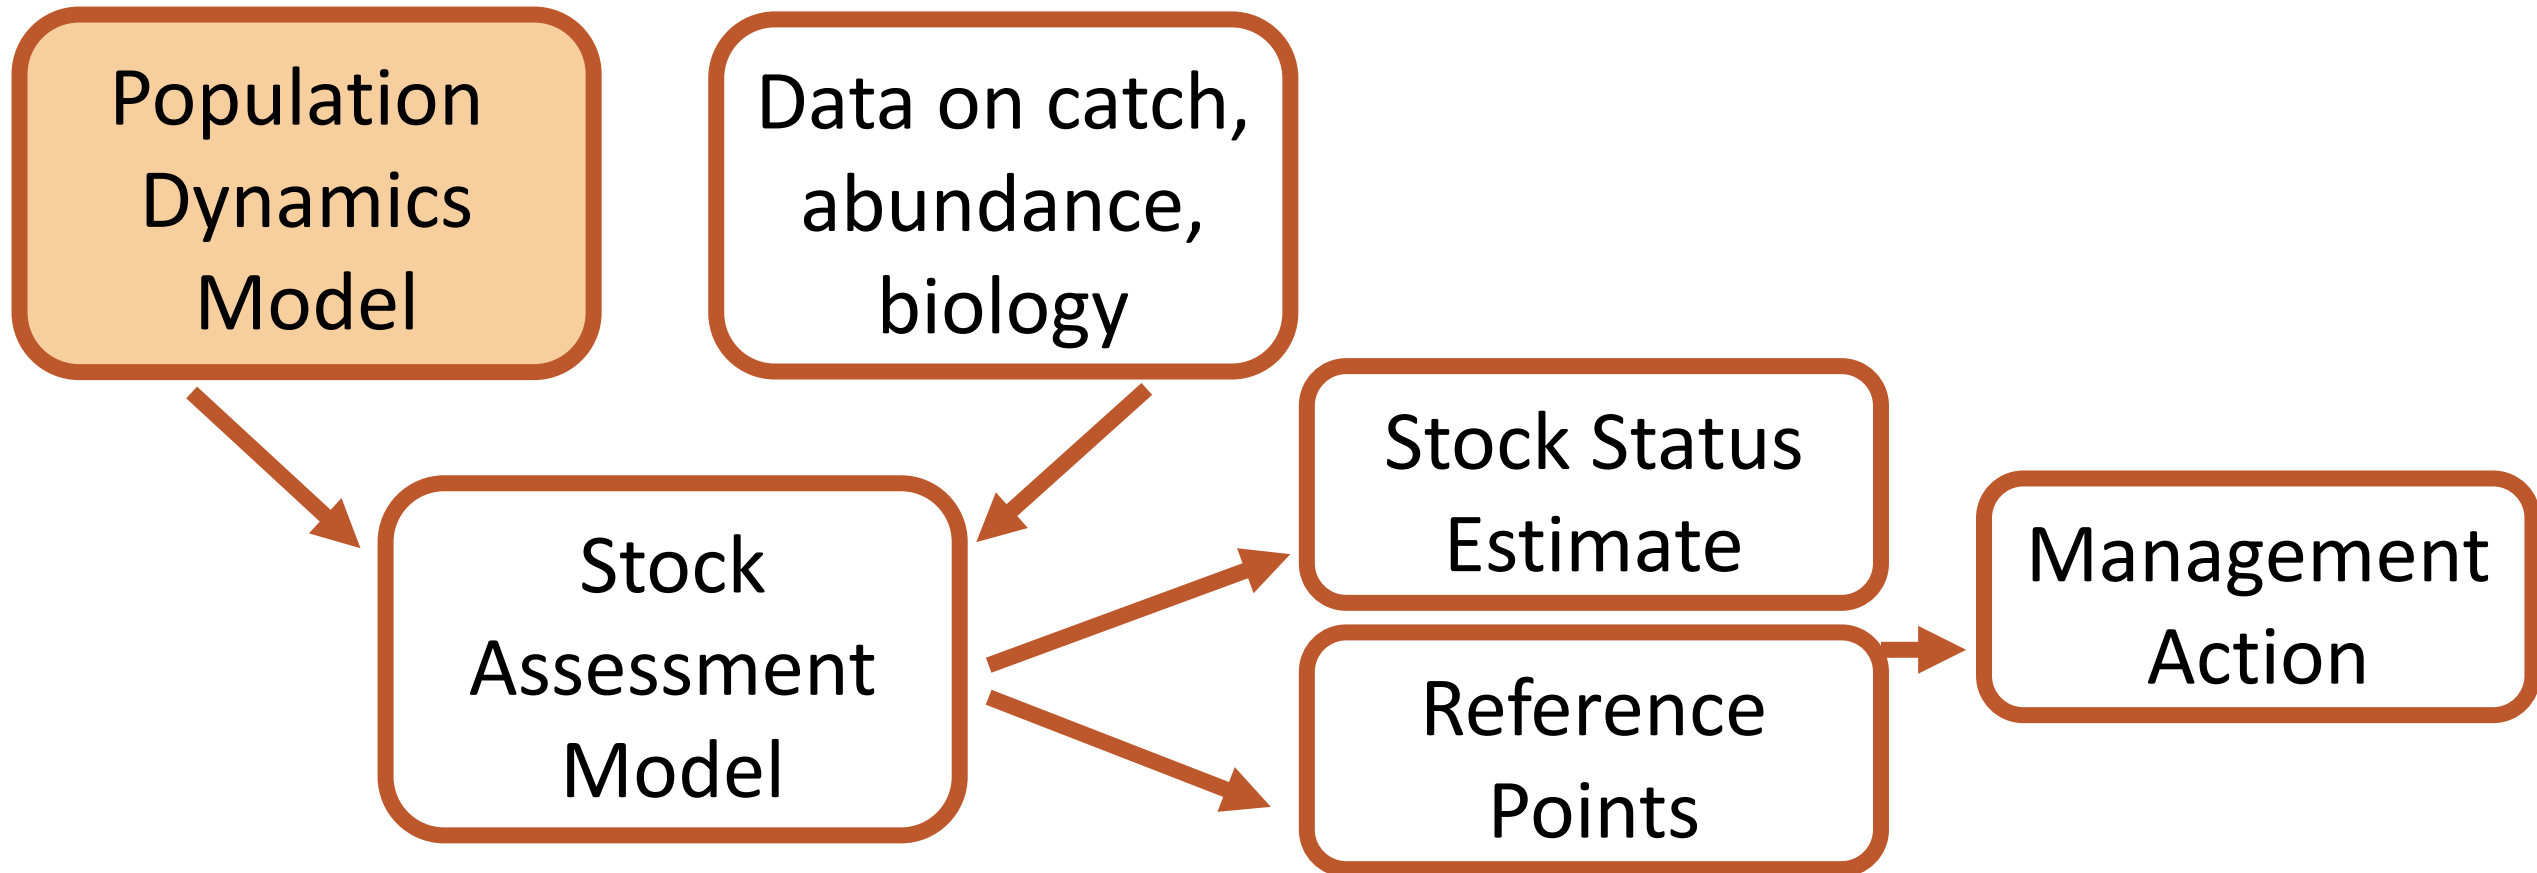 Population
Dynamics
Model
Data on catch,
abundance,
biology
Stock
Assessment
Model
Stock Status
Estimate
Reference
Points
Management
Action